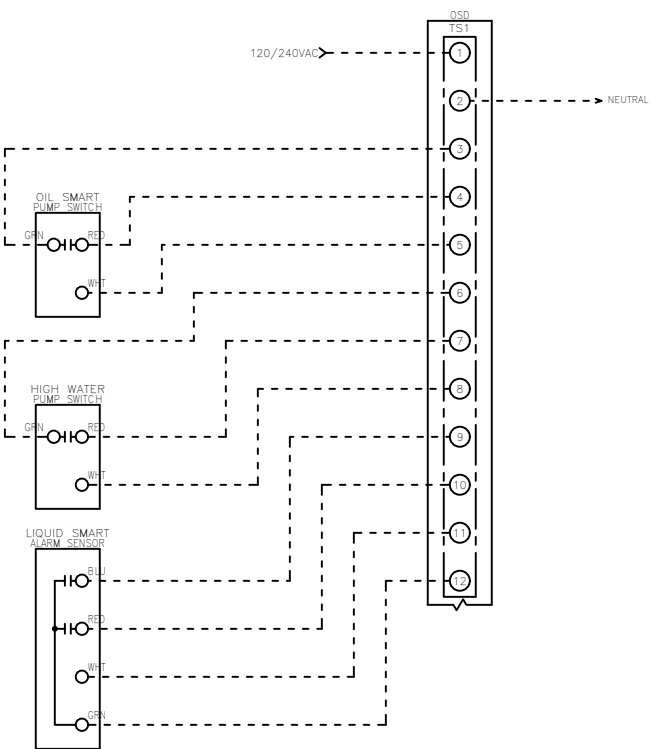 OSD
TS1
120/240VAC
1
2
NEUTRAL
3
OIL SMART
PUMP SWITCH
4
GRN
RED
5
WHT
6
7
HIGH WATER
PUMP SWITCH
8
GRN
RED
9
WHT
10
LIQUID SMART
ALARM SENSOR
11
BLU
12
RED
WHT
GRN